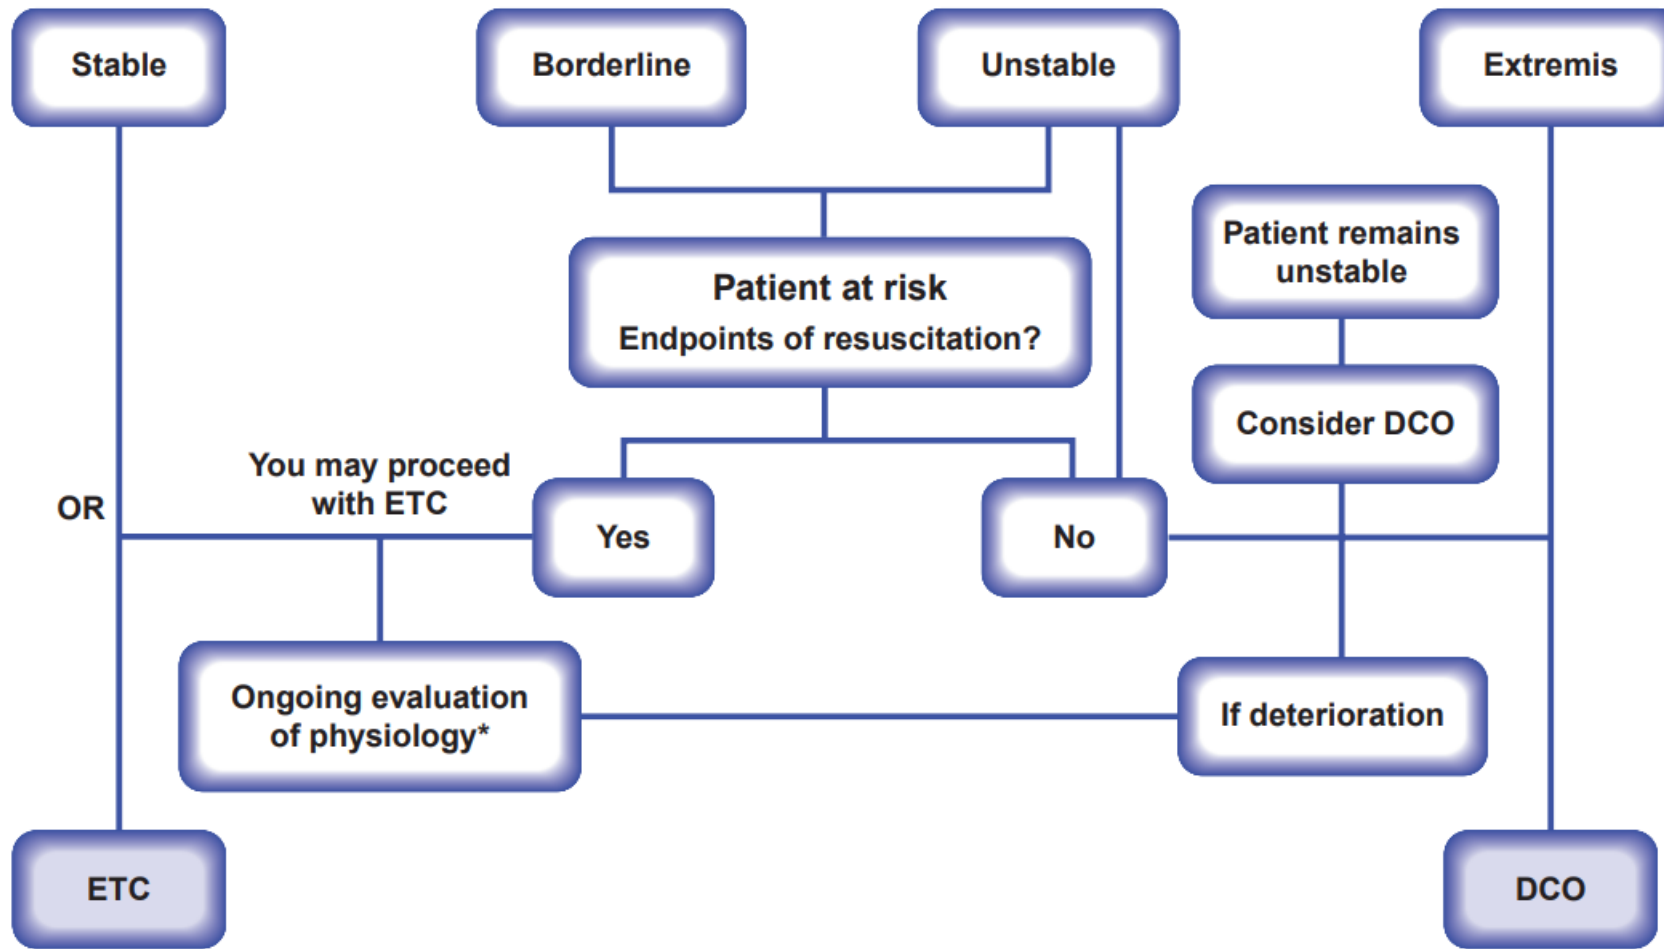 Stable
Borderline
Unstable
Extremis
Patient remains
unstable
Patient at risk
Endpoints of resuscitation?
Consider DCO
You may proceed
with ETC
OR
Yes
No
Ongoing evaluation
of physiology*
If deterioration
ETC
DCO